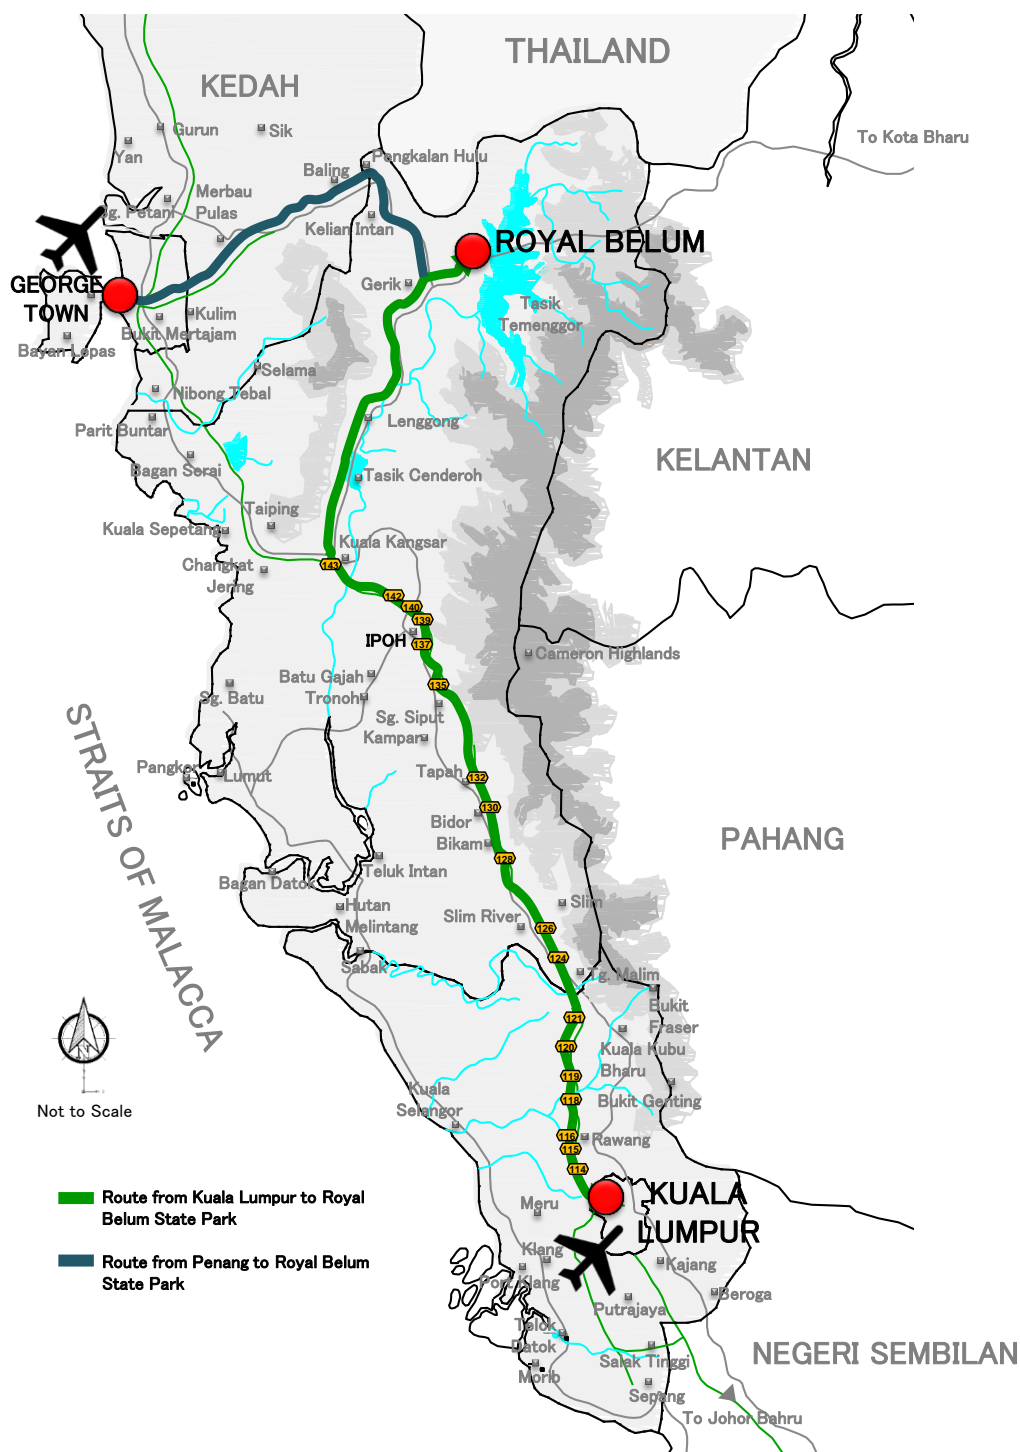 THAILAND
KEDAH
Gurun
Sik
Yan
To Kota Bharu
Pengkalan Hulu
Baling
Merbau
Pulas
Sg. Petani
Kelian Intan
ROYAL BELUM
GEORGE
TOWN
Gerik
Tasik
Temenggor
Kulim
Bukit Mertajam
Bayan Lepas
Selama
Nibong Tebal
Parit Buntar
Lenggong
Bagan Serai
KELANTAN
Tasik Cenderoh
Taiping
Kuala Sepetang
Kuala Kangsar
Changkat
Jering
143
142
140
139
IPOH
137
Cameron Highlands
Batu Gajah
135
Sg. Batu
Tronoh
Sg. Siput
Kampar
STRAITS OF MALACCA
Pangkor
Lumut
Tapah
132
130
Bidor
Bikam
PAHANG
128
Teluk Intan
Bagan Datok
Hutan
Melintang
Slim
Slim River
126
124
Sabak
Tg. Malim
Bukit
Fraser
121
N
120
Kuala Kubu
Bharu
119
Kuala
Selangor
118
Bukit Genting
Not to Scale
116
Rawang
115
114
Route from Kuala Lumpur to Royal
Belum State Park
KUALA
LUMPUR
Meru
Route from Penang to Royal Belum
State Park
Klang
Port Klang
Kajang
Putrajaya
Beroga
Telok
Datok
NEGERI SEMBILAN
Salak Tinggi
Morib
Sepang
To Johor Bahru